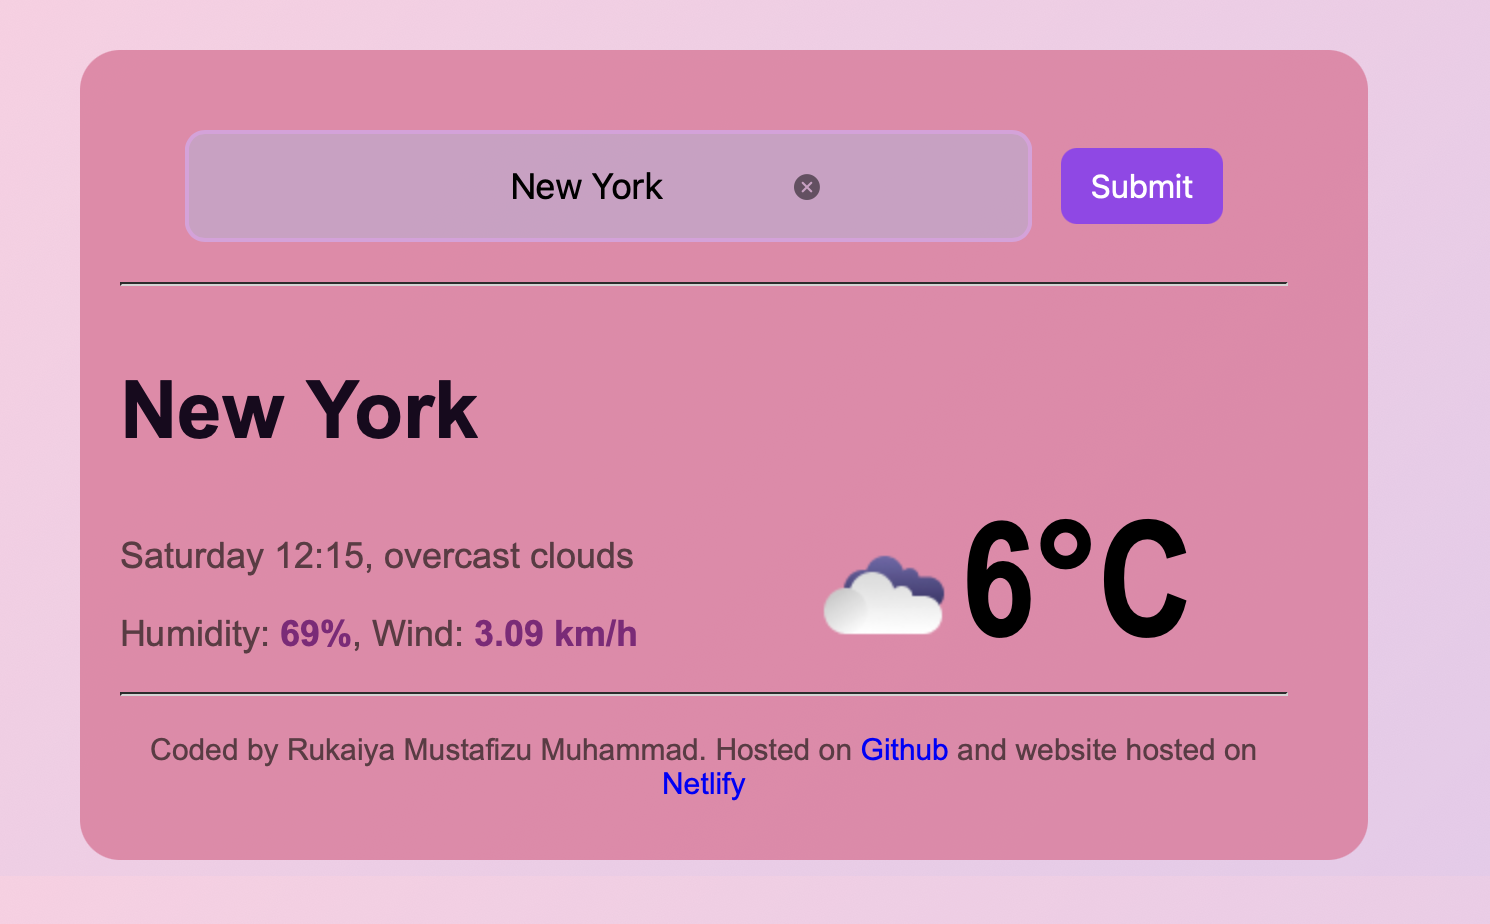 New York
Submit
New York
Saturday 12:15, overcast clouds
6°C
Humidity: 69%, Wind: 3.09 km/h
Coded by Rukaiya Mustafizu Muhammad. Hosted on Github and website hosted on
Netlify